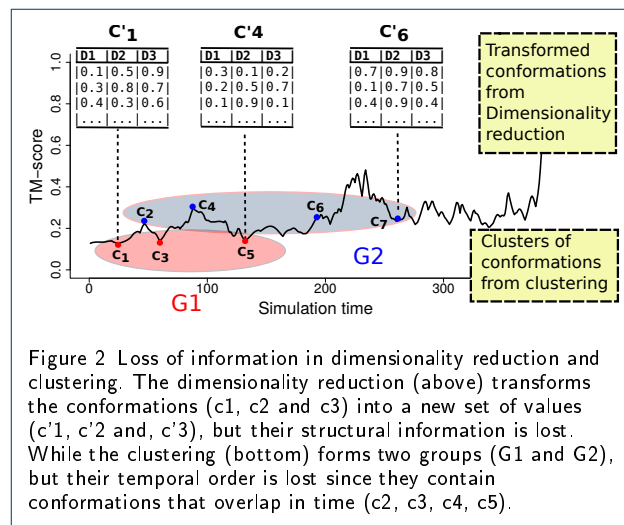 C'1
D1 D2 D3
|0.1|0.5|0.9|
|0.3|0.8|0.7|
|0.4|0.3|0.6|
|...|...|...|
C'4
D1 D2 D3
|0.3|0.1|0.2|
|0.2|0.5|0.7|
|0.1|0.9|0.1|
|...|...|...|
C'6
D1 D2 D3
|0.7|0.9|0.8|
|0.1|0.7|0.5|
|0.4|0.9|0.4|
|...|...|...|
Transformed
conformations
from
Dimensionality
reduction
TM-score
1.0
0.8
0.6
0.4
0.2
0.0
C1
C2
C3
C4
C5
C6
C7
G1
G2
Clusters of
conformations
from clustering
0
100
200
300
Simulation time
Figure 2 Loss of information in dimensionality reduction and
clustering. The dimensionality reduction (above) transforms
the conformations (c1, c2 and c3) into a new set of values
(c'1, c'2 and, c'3), but their structural information is lost.
While the clustering (bottom) forms two groups (G1 and G2),
but their temporal order is lost since they contain
conformations that overlap in time (c2, c3, c4, c5).